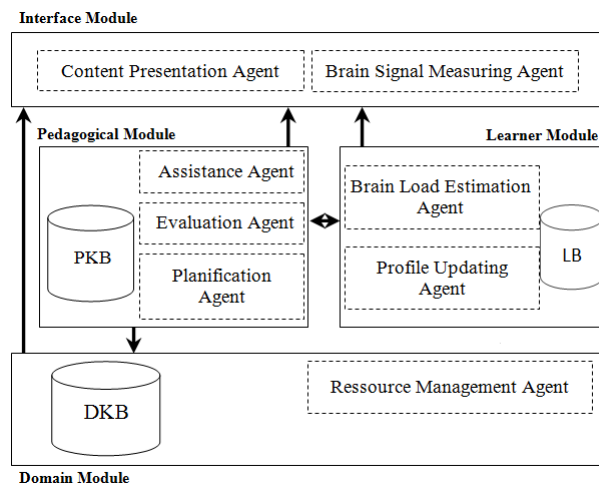 Interface Module
Content Presentation Agent
Brain Signal Measuring Agent
Pedagogical Module
Learner Module
Assistance Agent
Evaluation Agent
Planification
Agent
PKB
Brain Load Estimation
Agent
Profile Updating
Agent
LB
DKB
Ressource Management Agent
Domain Module